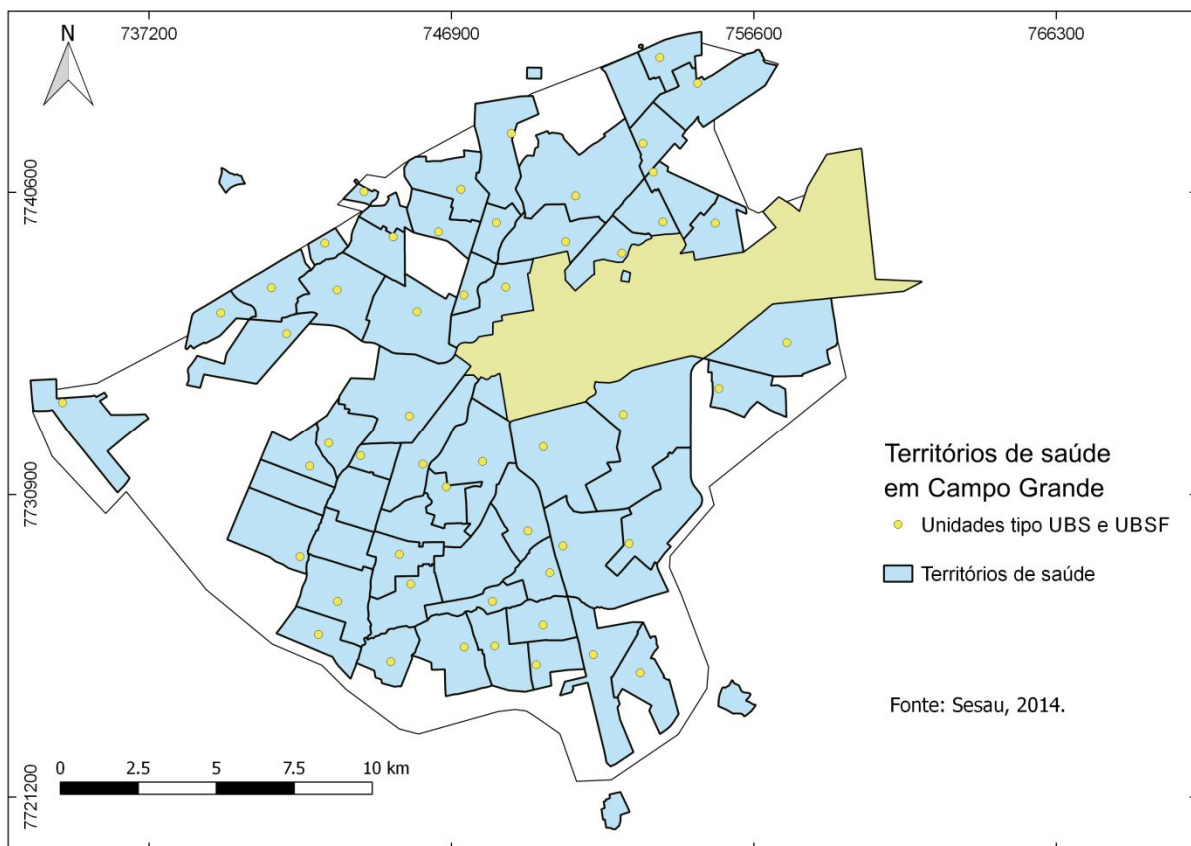 737200 746900 756600 766300
N
7740600
7730900
7721200
Territórios de saúde
em Campo Grande
Unidades tipo UBS e UBSF
Territórios de saúde
Fonte: Sesau, 2014.
0 2.5 5 7.5 10 km